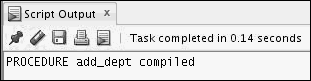 Script Output
Task completed in 0.14 seconds
PROCEDURE add_dept compiled